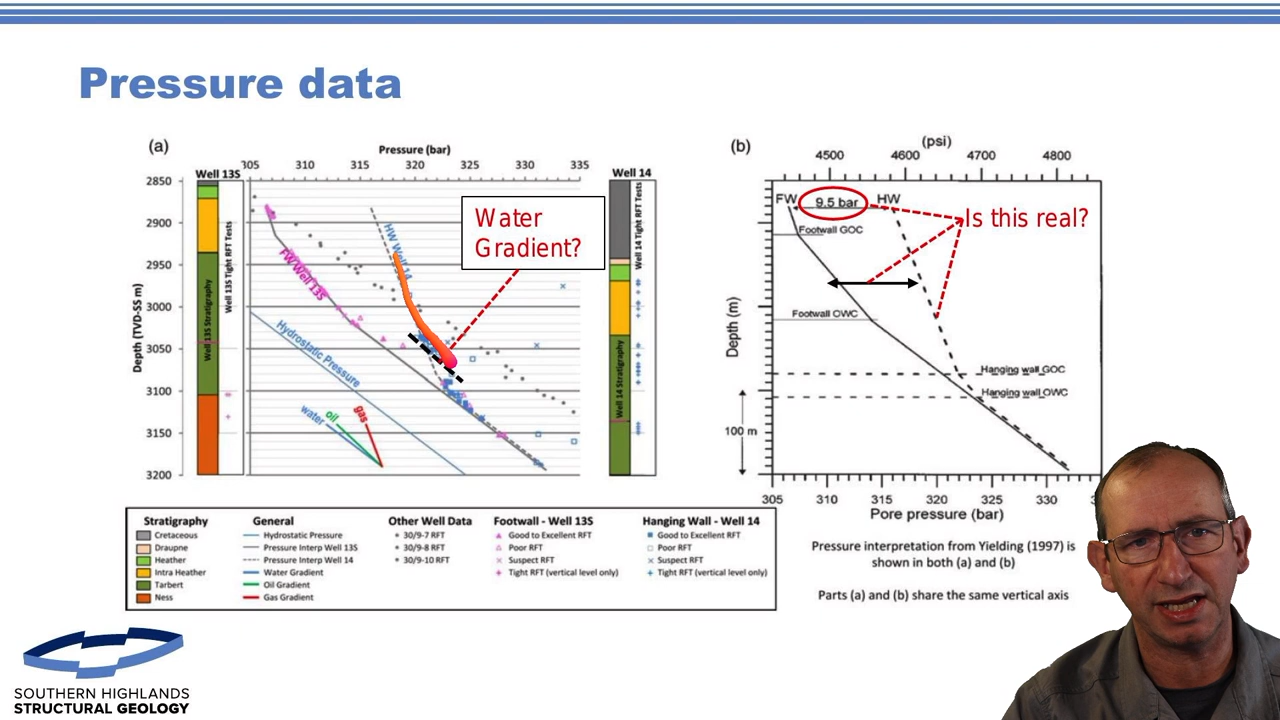 Pressure data
(a)
Pressure (bar)
305 310 315 320 325 330 335
Well 13S
Well 14
2850
2900
2950
3000
3050
3100
3150
3200
Depth (TVD-SS m)
Well 13S Stratigraphy
Well 13S Tight RFT Tests
FW Well 13S
HW Well 14
Hydrostatic Pressure
water
oil
gas
Water
Gradient?
Well 14 Stratigraphy
Well 14 Tight RFT Tests
(b)
(psi)
4500 4600 4700 4800
FW
9.5 bar
HW
Is this real?
Footwall GOC
Footwall OWC
Hanging wall GOC
Hanging wall OWC
Depth (m)
100 m
305 310 315 320 325 330
Pore pressure (bar)
Pressure interpretation from Yielding (1997) is
shown in both (a) and (b)
Parts (a) and (b) share the same vertical axis
Stratigraphy
Cretaceous
Draupne
Heather
Intra Heather
Tarbert
Ness
General
Hydrostatic Pressure
Pressure Interp Well 13S
Pressure Interp Well 14
Water Gradient
Oil Gradient
Gas Gradient
Other Well Data
30/9-7 RFT
30/9-8 RFT
30/9-10 RFT
Footwall - Well 13S
Good to Excellent RFT
Poor RFT
Suspect RFT
Tight RFT (vertical level only)
Hanging Wall - Well 14
Good to Excellent RFT
Poor RFT
Suspect RFT
Tight RFT (vertical level only)
SOUTHERN HIGHLANDS
STRUCTURAL GEOLOGY